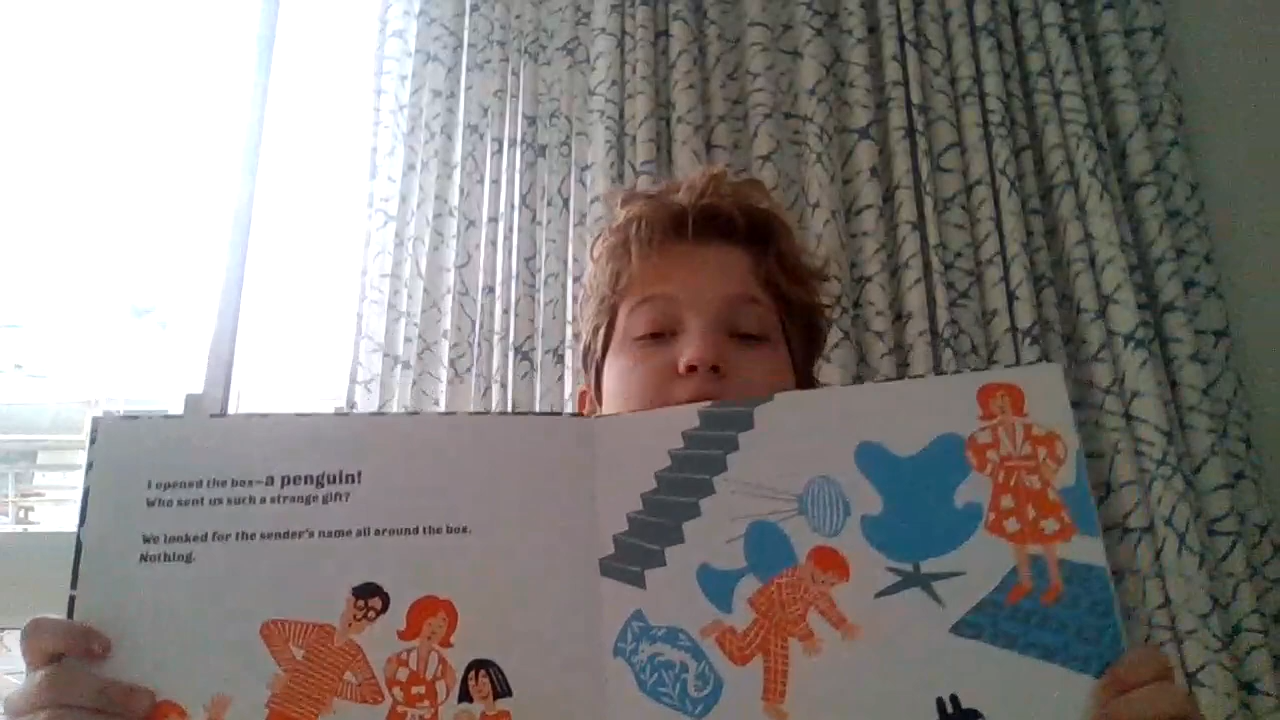 I opened the box—a penguin!
Who sent us such a strange gift?
We looked for the sender's name all around the box.
Nothing.